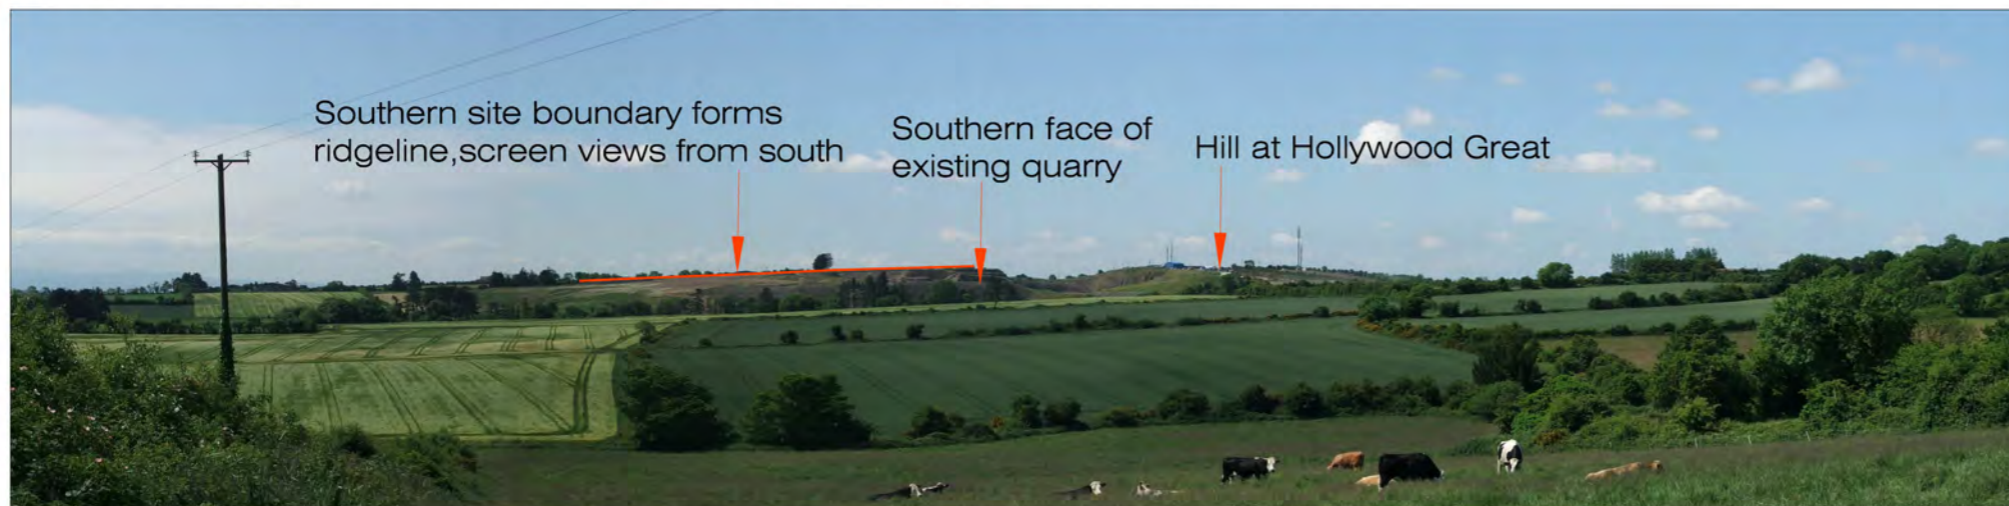 Southern site boundary forms
ridgeline,screen views from south
Southern face of
existing quarry
Hill at Hollywood Great